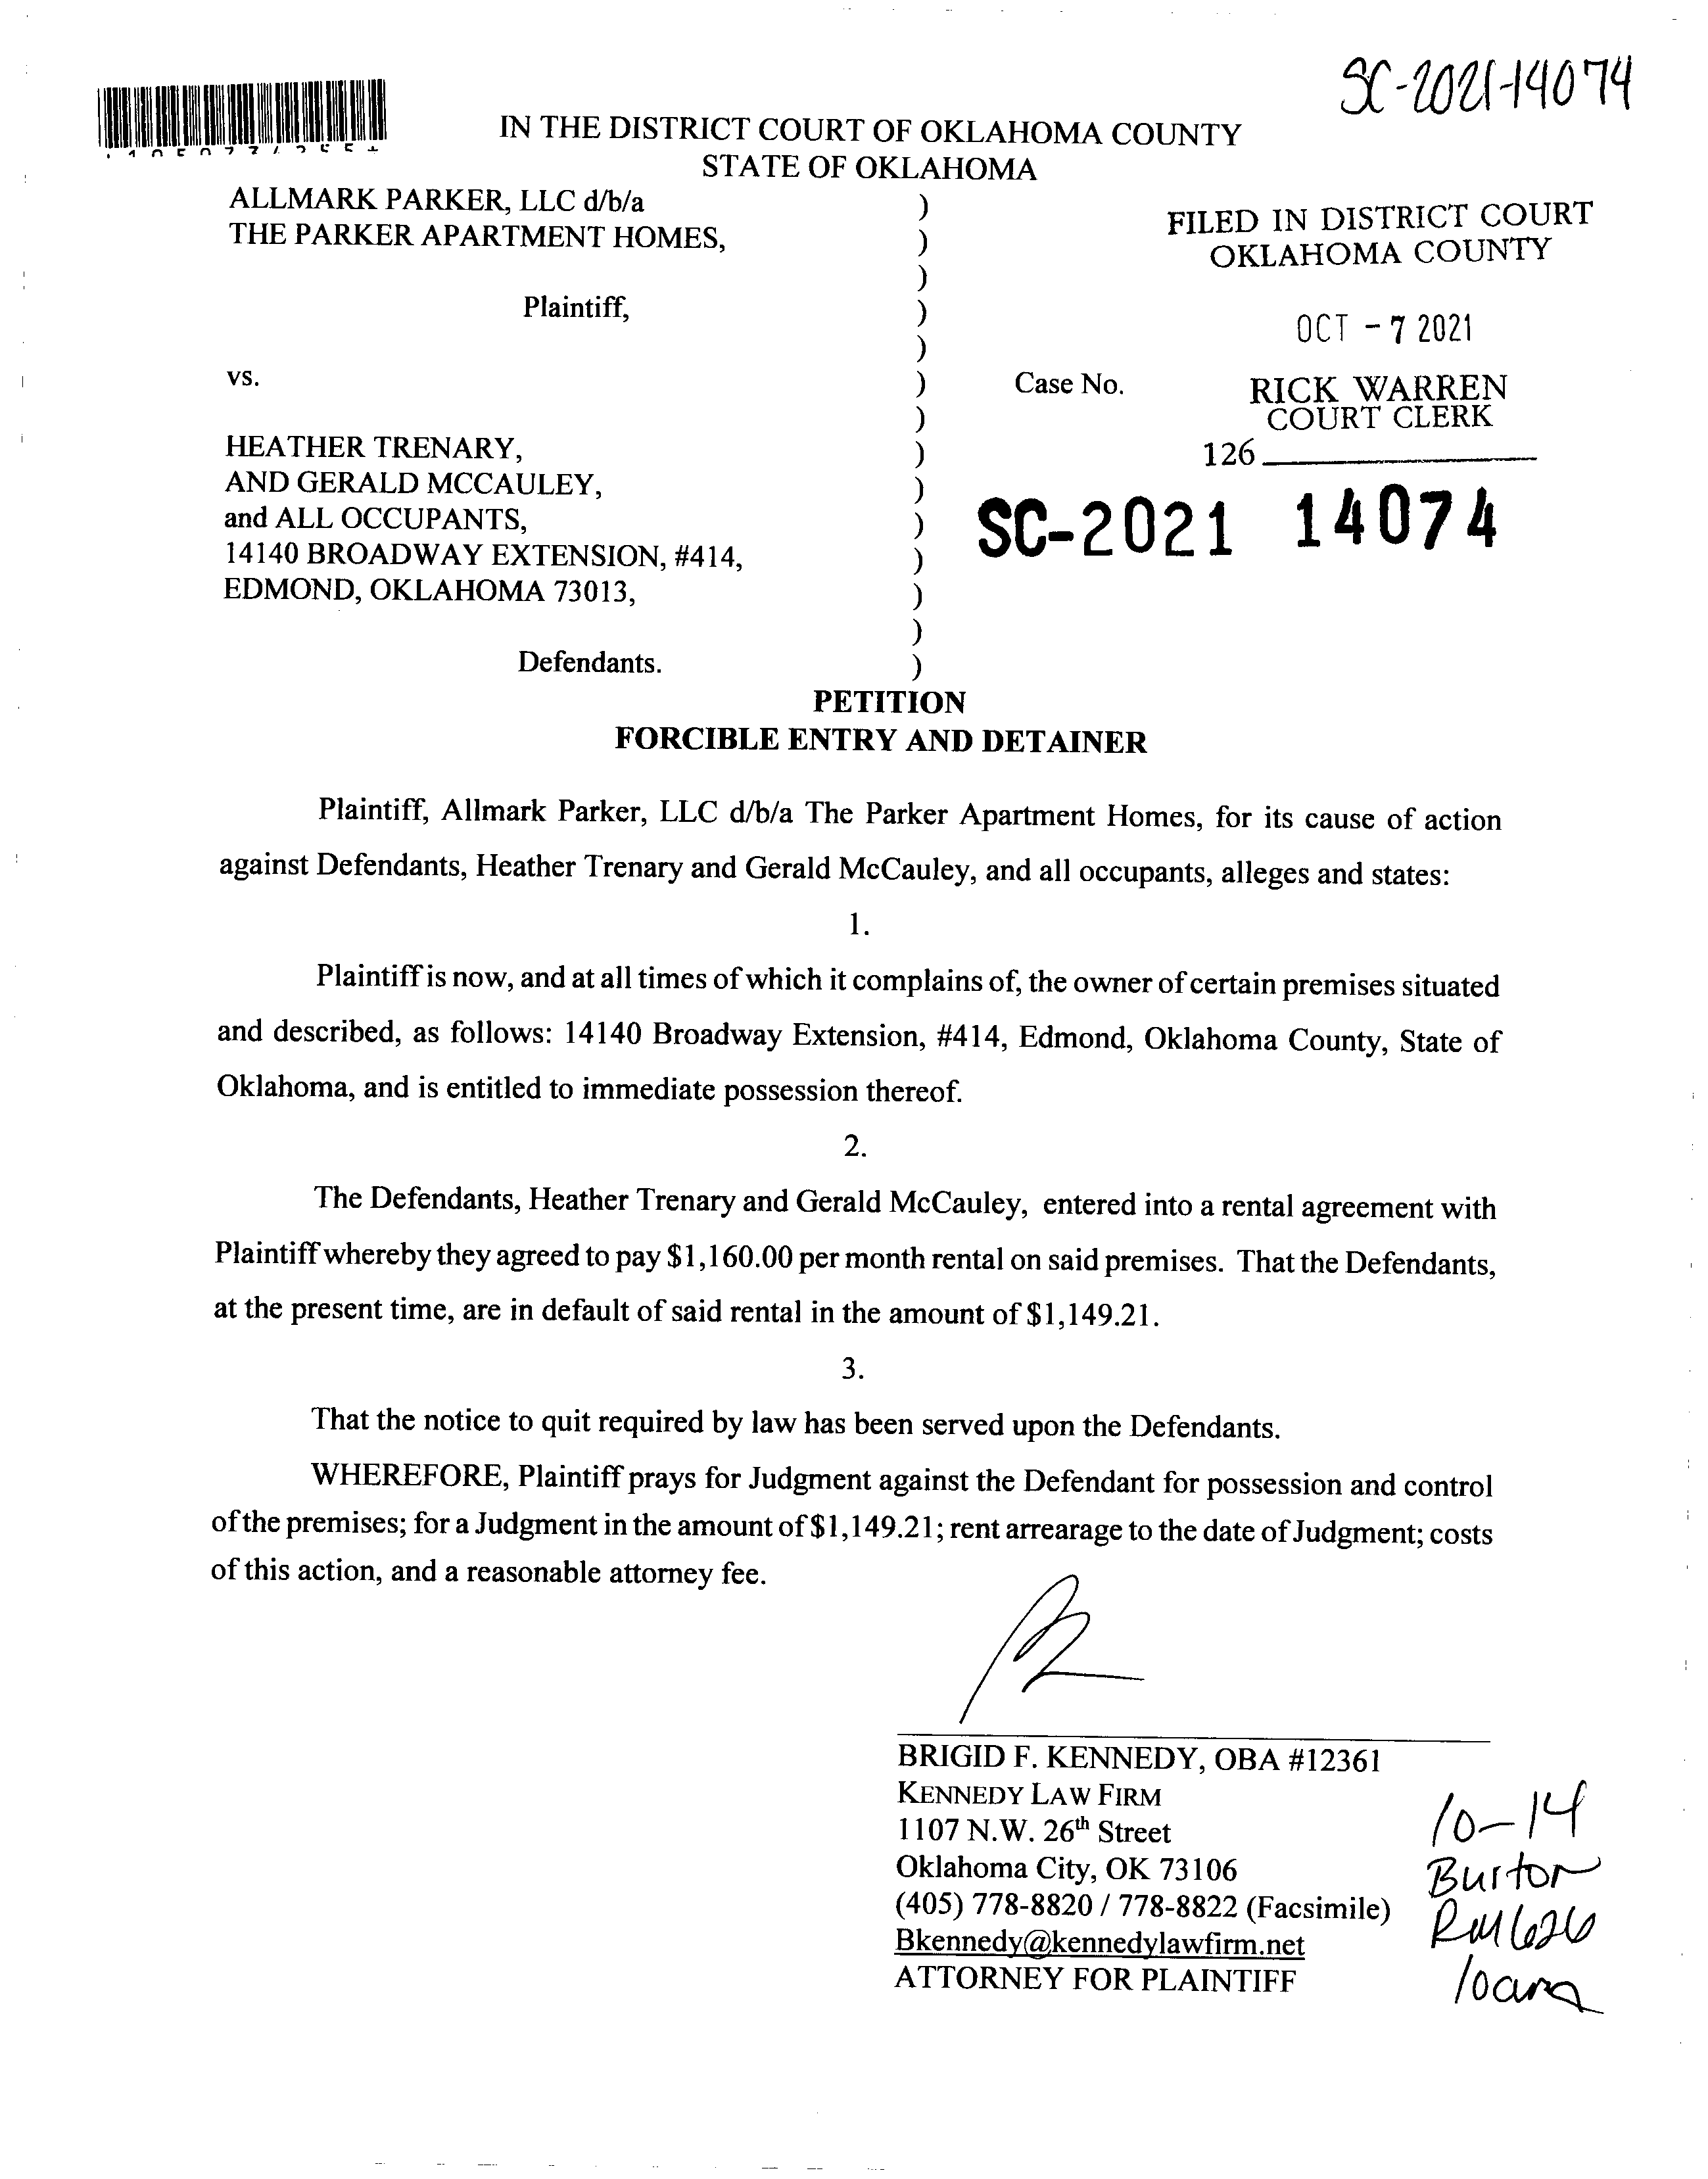 SC-2021-14074
IN THE DISTRICT COURT OF OKLAHOMA COUNTY
STATE OF OKLAHOMA
ALLMARK PARKER, LLC d/b/a )
THE PARKER APARTMENT HOMES, )
)
Plaintiff, )
)
vs. )
)
HEATHER TRENARY, )
AND GERALD MCCAULEY, )
and ALL OCCUPANTS, )
14140 BROADWAY EXTENSION, #414, )
EDMOND, OKLAHOMA 73013, )
)
Defendants. )
FILED IN DISTRICT COURT
OKLAHOMA COUNTY
OCT - 7 2021
Case No.
RICK WARREN
COURT CLERK
126
SC-2021 14074
PETITION
FORCIBLE ENTRY AND DETAINER
Plaintiff, Allmark Parker, LLC d/b/a The Parker Apartment Homes, for its cause of action
against Defendants, Heather Trenary and Gerald McCauley, and all occupants, alleges and states:
1.
Plaintiff is now, and at all times of which it complains of, the owner of certain premises situated
and described, as follows: 14140 Broadway Extension, #414, Edmond, Oklahoma County, State of
Oklahoma, and is entitled to immediate possession thereof.
2.
The Defendants, Heather Trenary and Gerald McCauley, entered into a rental agreement with
Plaintiff whereby they agreed to pay $1,160.00 per month rental on said premises. That the Defendants,
at the present time, are in default of said rental in the amount of $1,149.21.
3.
That the notice to quit required by law has been served upon the Defendants.
WHEREFORE, Plaintiff prays for Judgment against the Defendant for possession and control
of the premises; for a Judgment in the amount of $1,149.21; rent arrearage to the date of Judgment; costs
of this action, and a reasonable attorney fee.
BRIGID F. KENNEDY, OBA #12361
KENNEDY LAW FIRM
1107 N.W. 26th Street
Oklahoma City, OK 73106
(405) 778-8820 / 778-8822 (Facsimile)
Bkennedy@kennedylawfirm.net
ATTORNEY FOR PLAINTIFF
10-14
Burton
RM 626
10am